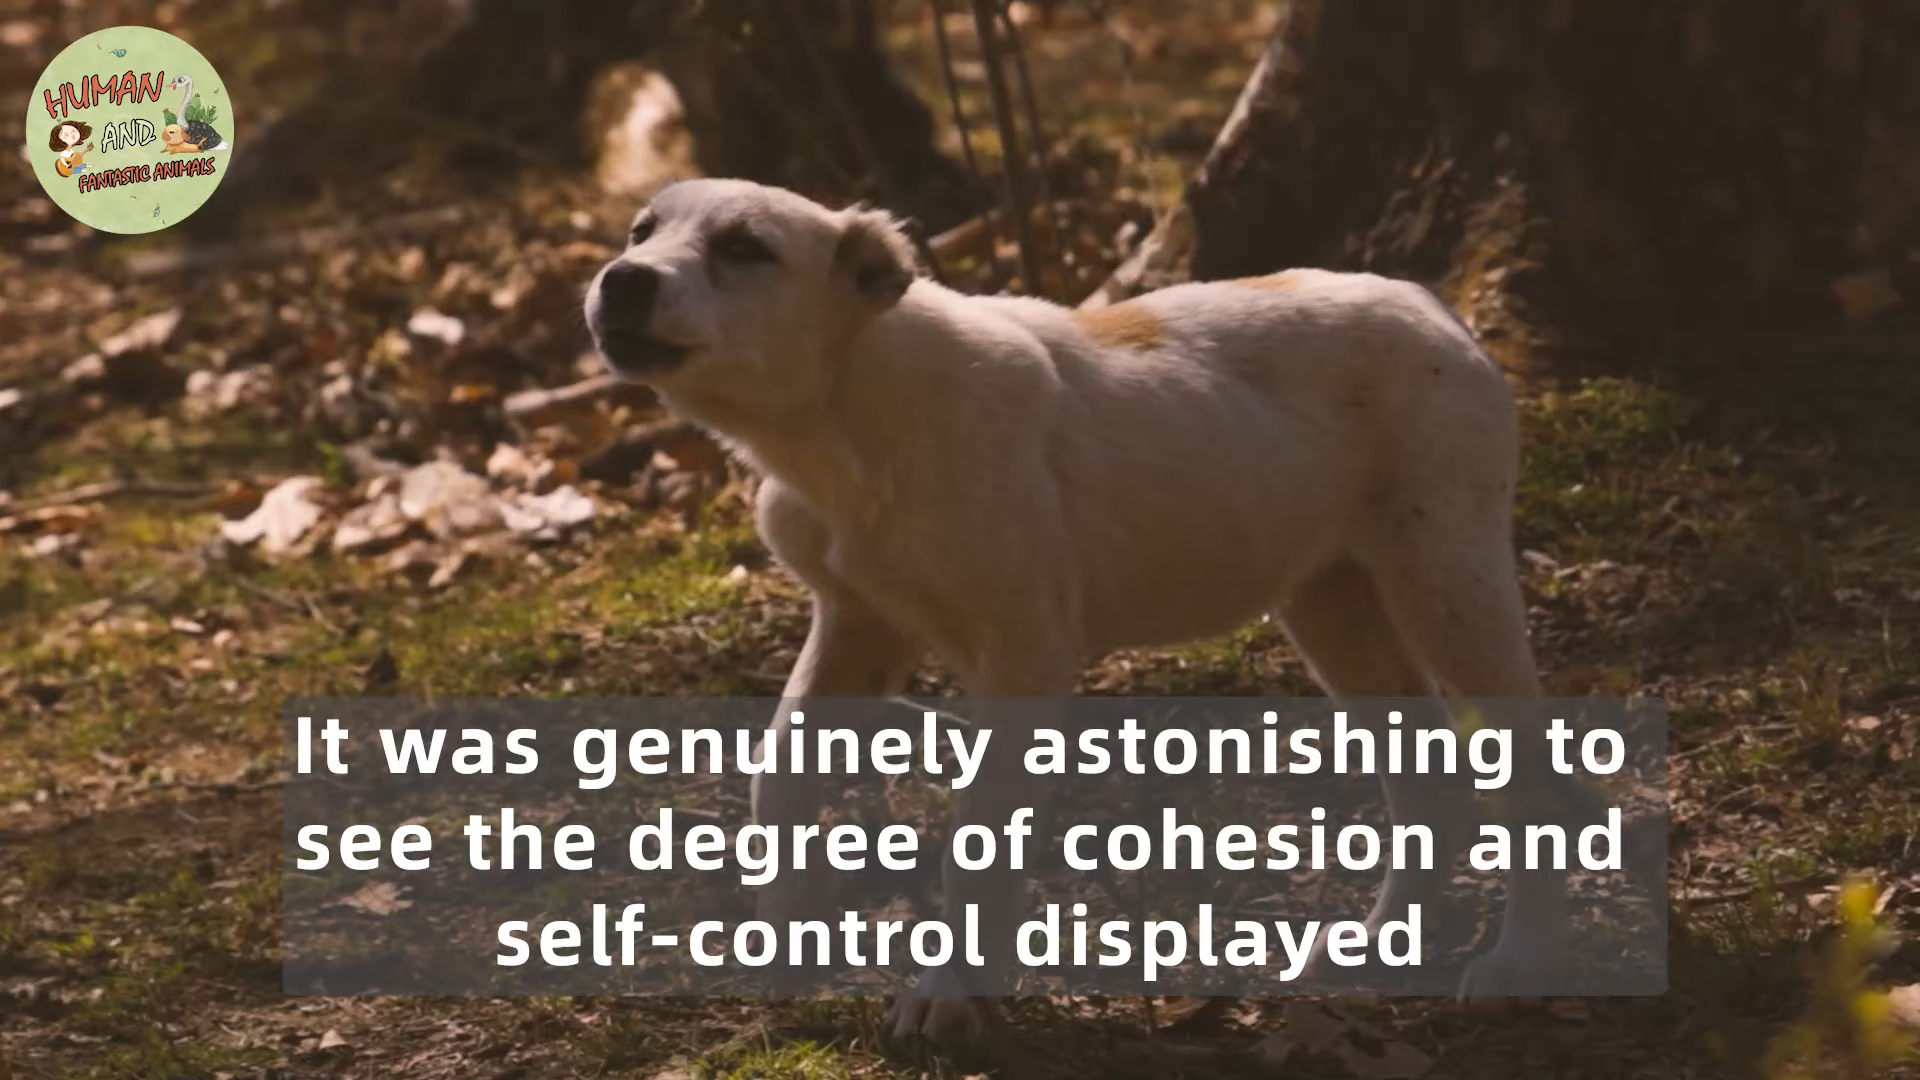 HUMAN
AND
FANTASTIC ANIMALS
It was genuinely astonishing to
see the degree of cohesion and
self-control displayed